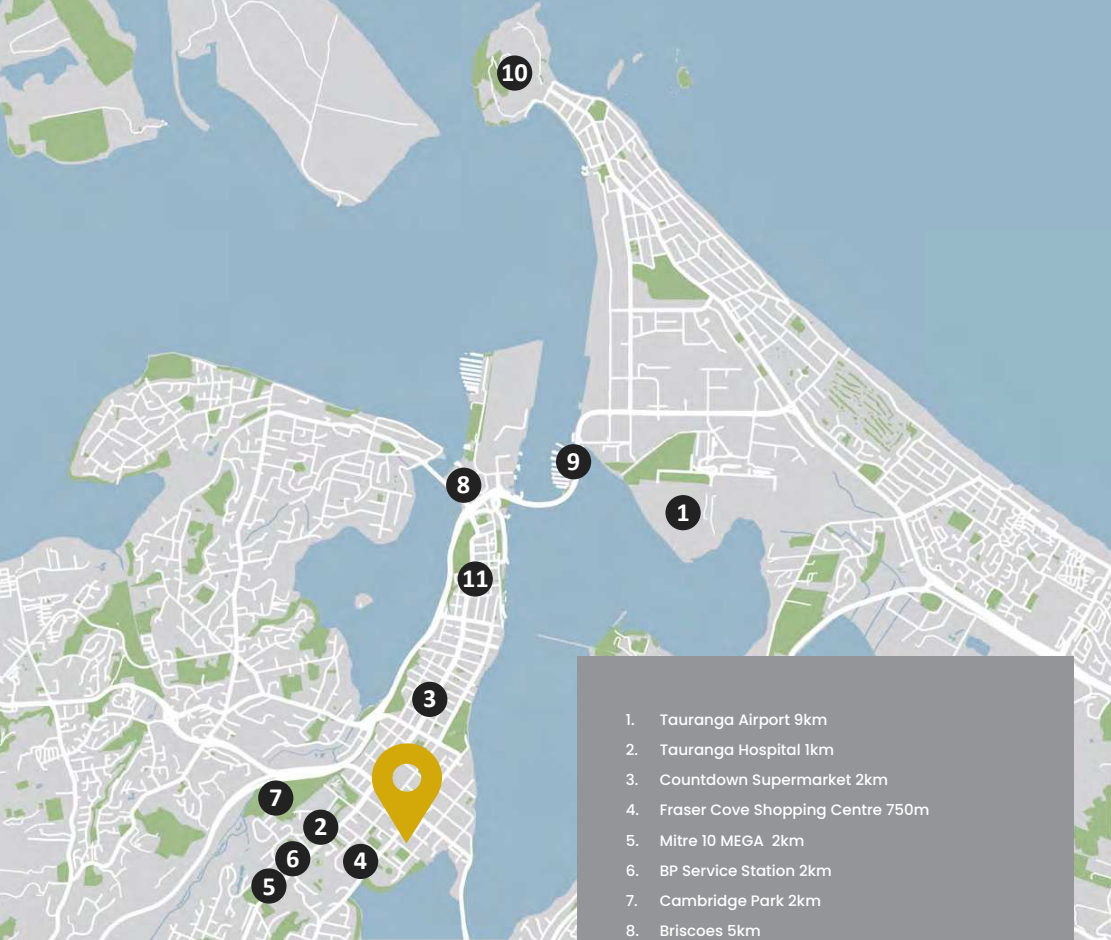 10
9
8
1
11
3
7
2
6
4
5
1. Tauranga Airport 9km
2. Tauranga Hospital 1km
3. Countdown Supermarket 2km
4. Fraser Cove Shopping Centre 750m
5. Mitre 10 MEGA 2km
6. BP Service Station 2km
7. Cambridge Park 2km
8. Briscoes 5km